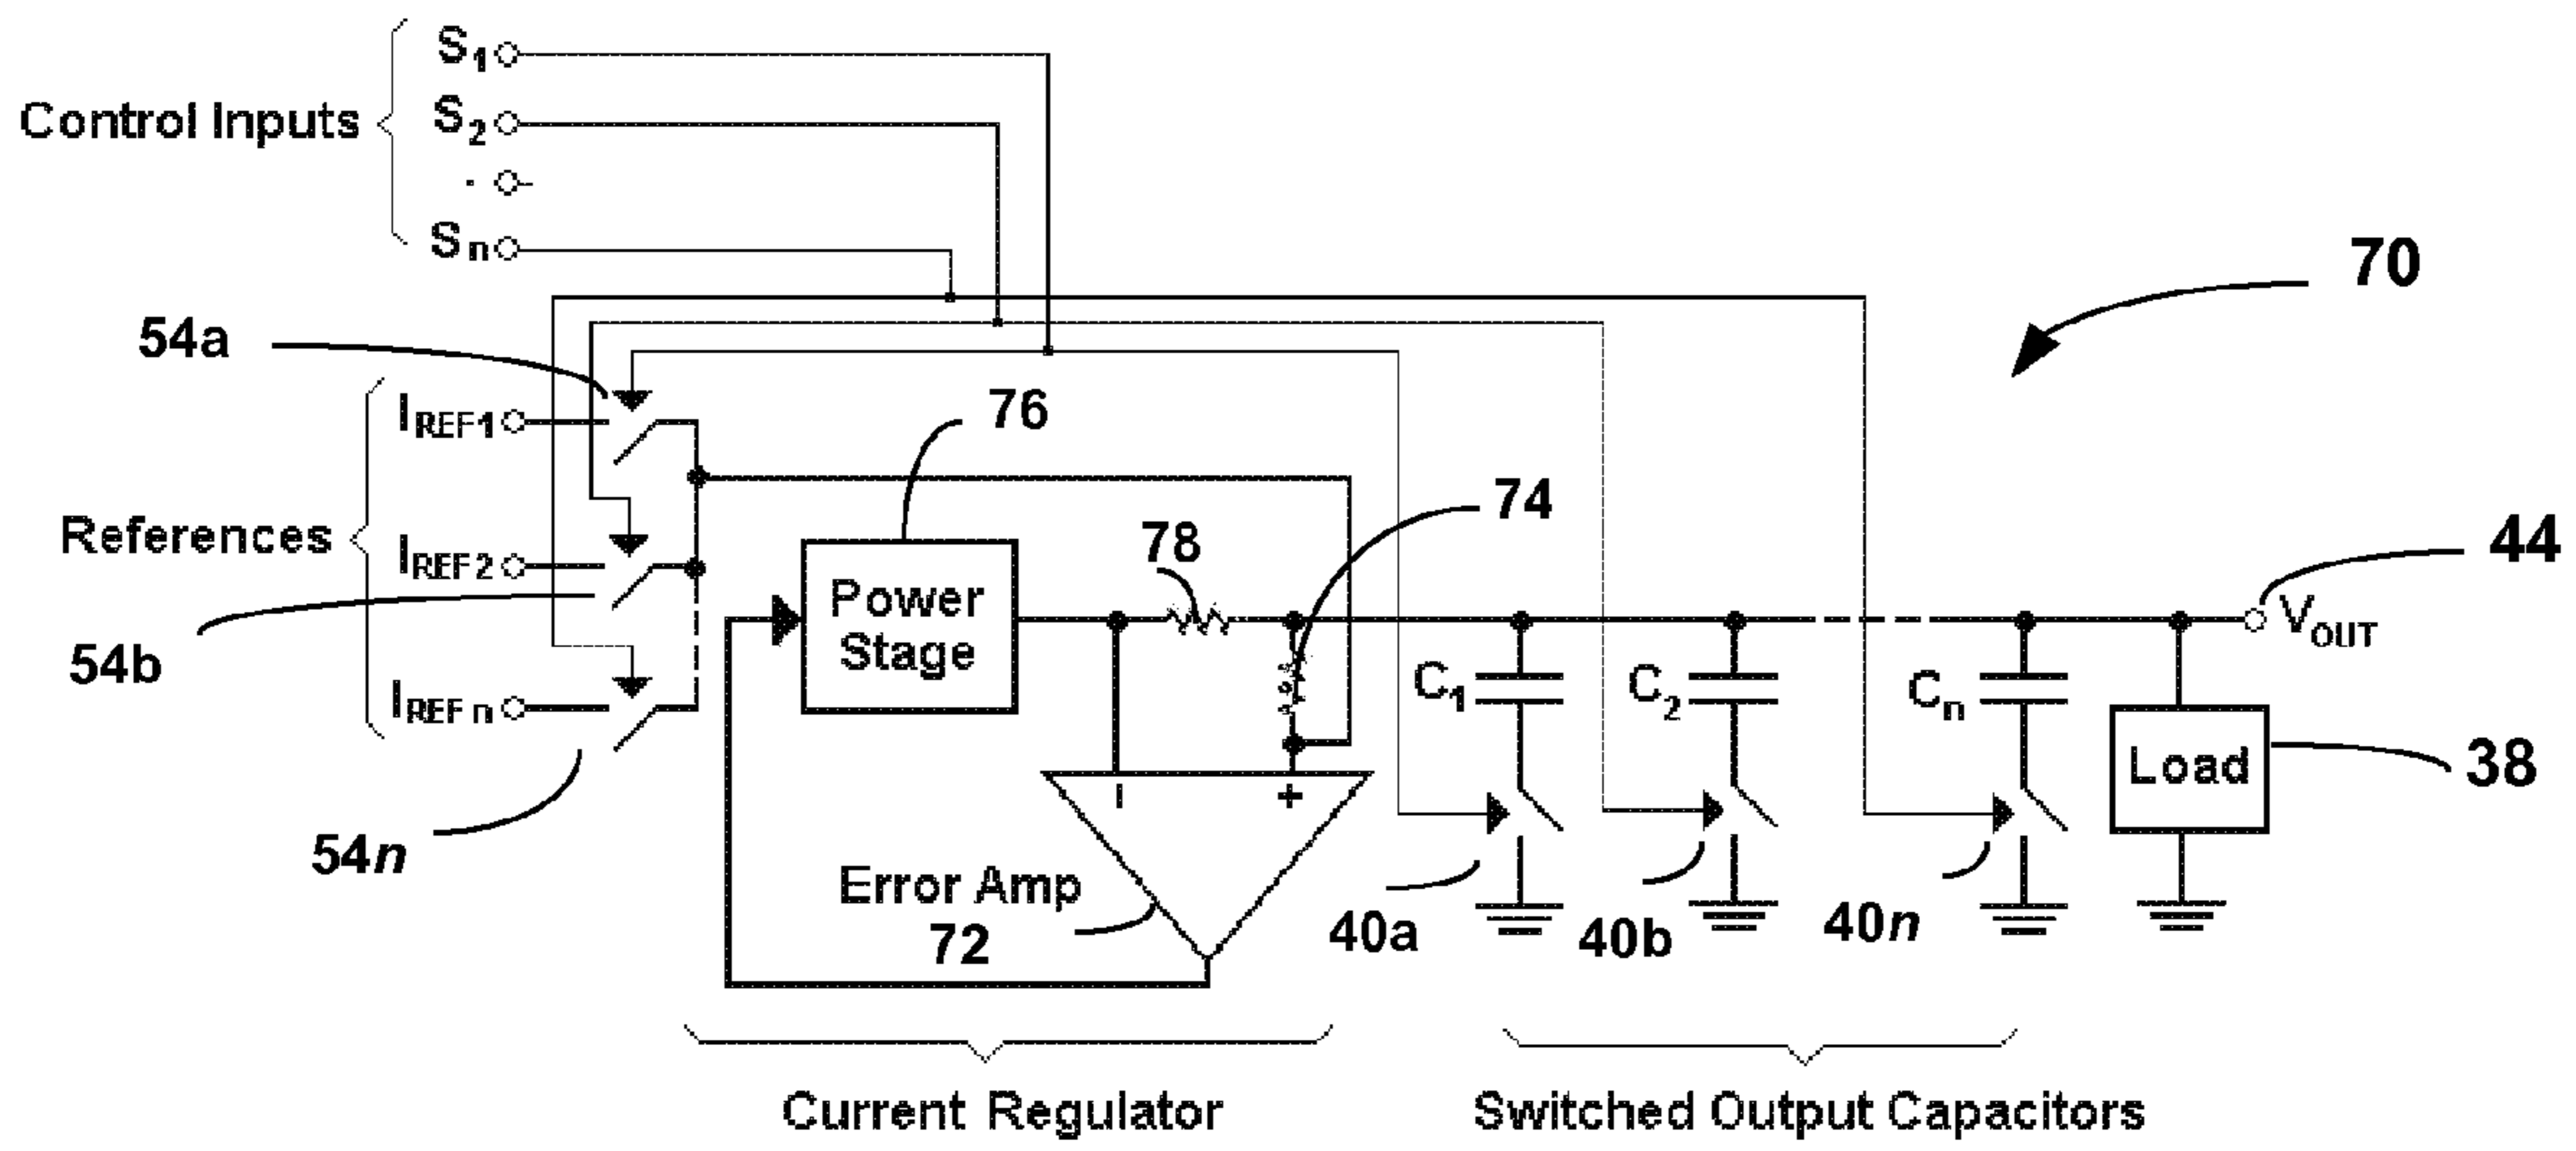 S1
Control Inputs
S2
.
Sn
70
54a
IREF1
76
74
78
44
References
IREF2
Power
Stage
VOUT
54b
C1
C2
Cn
IREFn
Load
38
− +
54n
Error Amp
72
40a
40b
40n
Current Regulator
Switched Output Capacitors